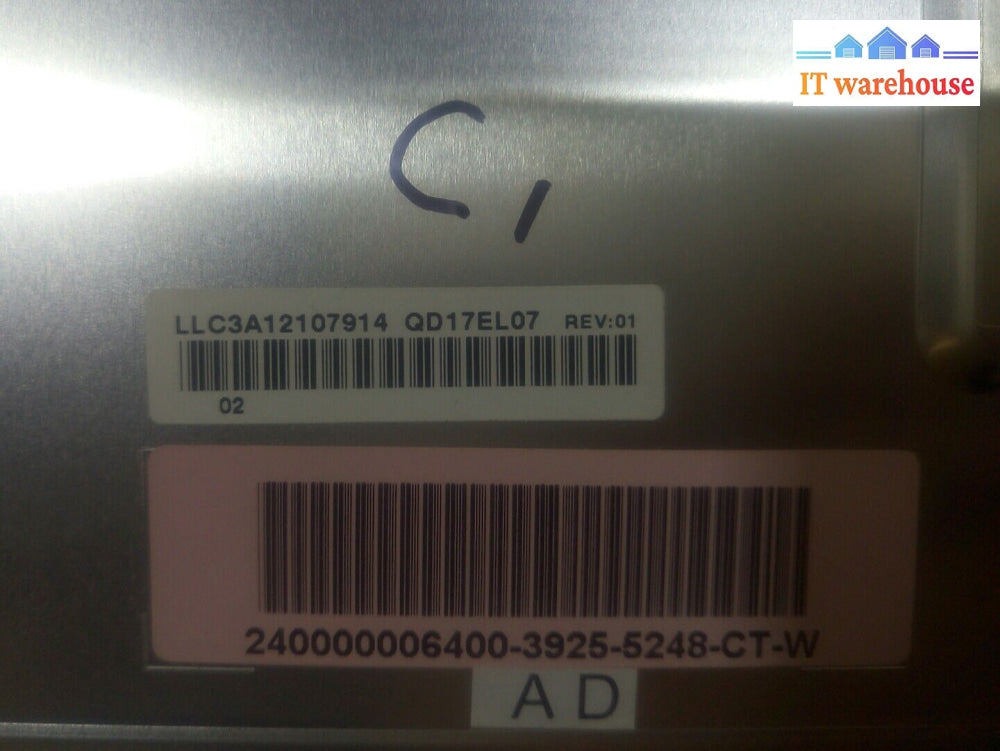 IT warehouse
C1
LLC3A12107914 QD17EL07 REV:01
02
240000006400-3925-5248-CT-W
AD